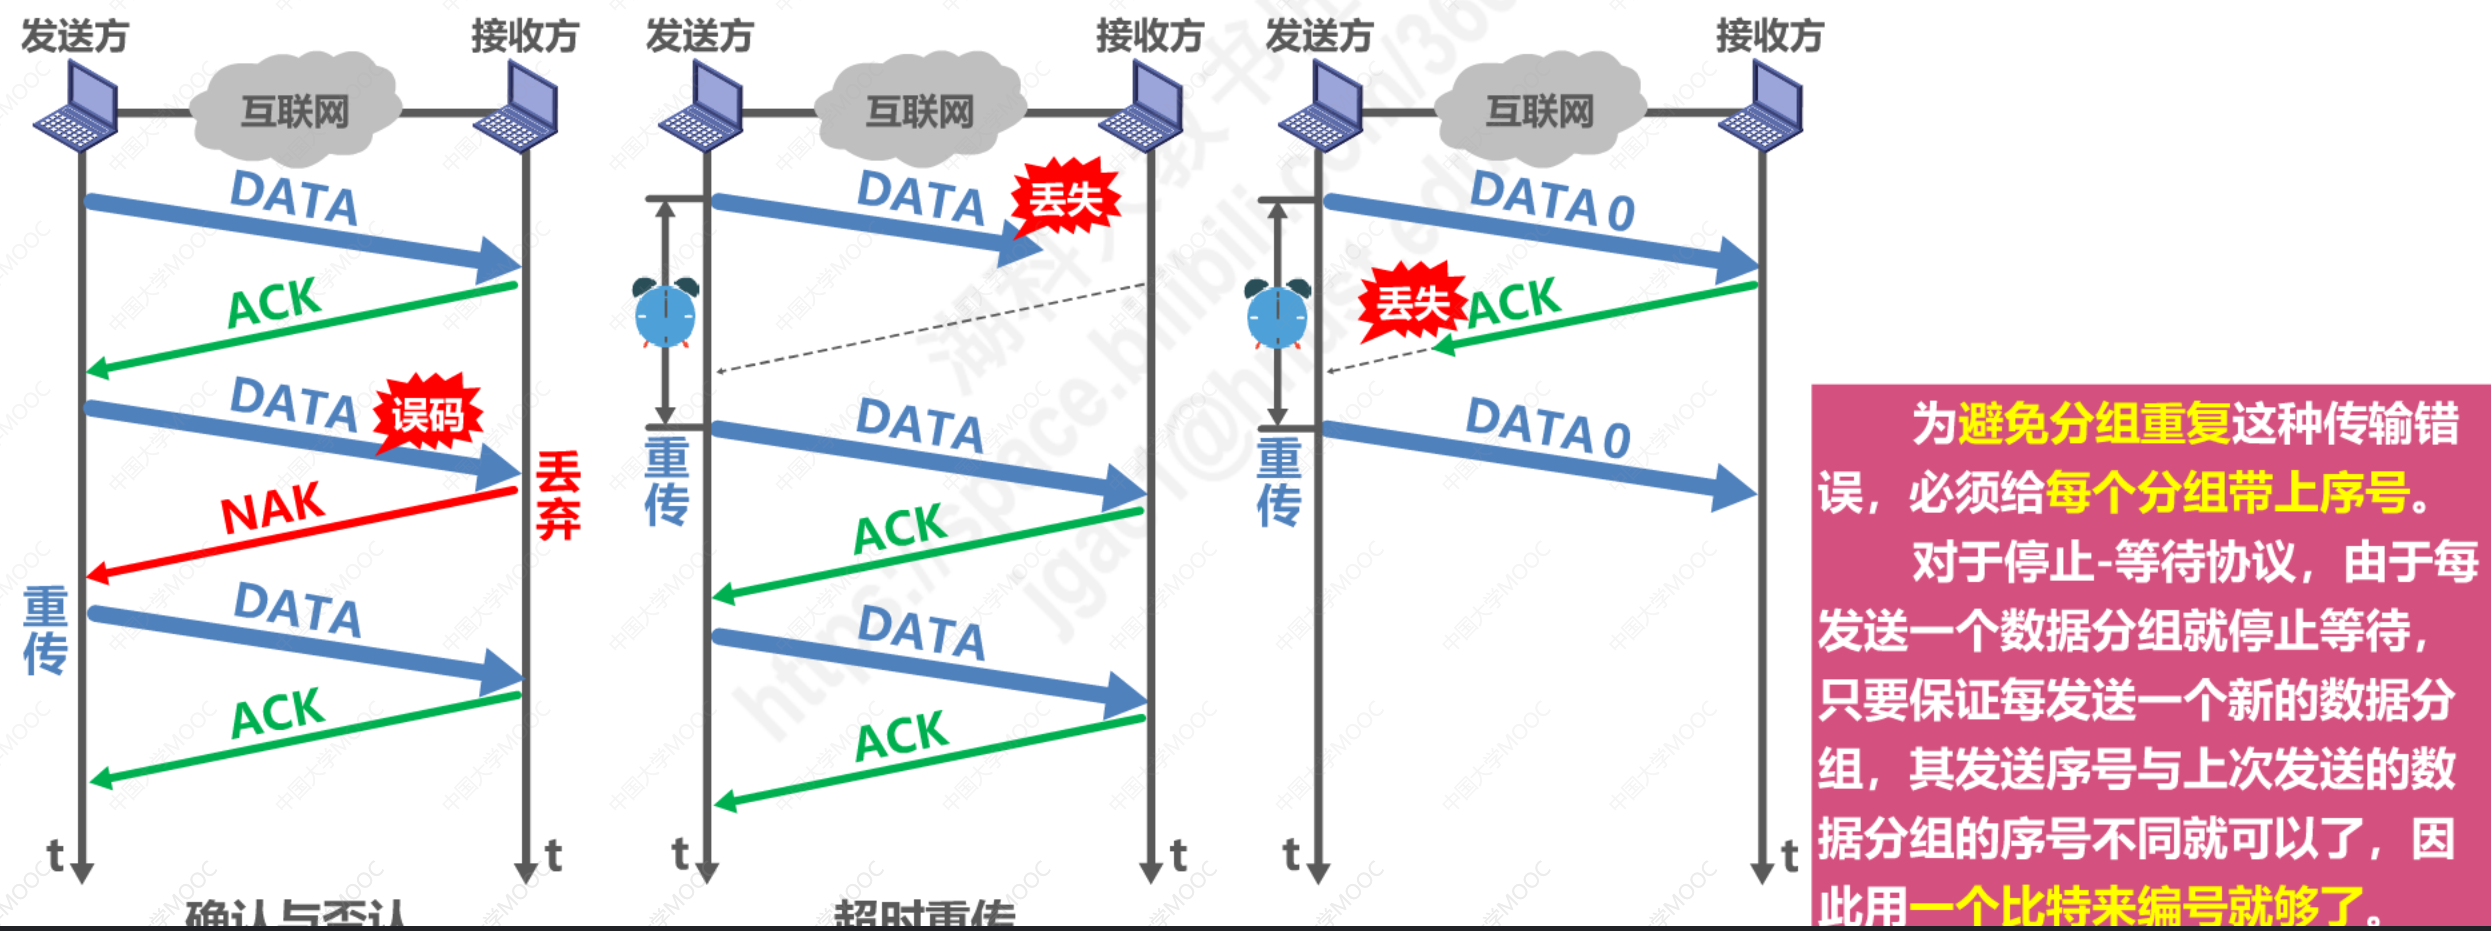 发送方
接收方
互联网
DATA
ACK
DATA
误码
丢弃
NAK
重传
DATA
ACK
t
t
确认与否认
发送方
接收方
互联网
DATA
丢失
重传
DATA
ACK
DATA
ACK
t
t
超时重传
发送方
接收方
互联网
DATA 0
丢失
ACK
重传
DATA 0
t
t
为避免分组重复这种传输错
误，必须给每个分组带上序号。
对于停止-等待协议，由于每
发送一个数据分组就停止等待，
只要保证每发送一个新的数据分
组，其发送序号与上次发送的数
据分组的序号不同就可以了，因
此用一个比特来编号就够了。
中国大学MOOC